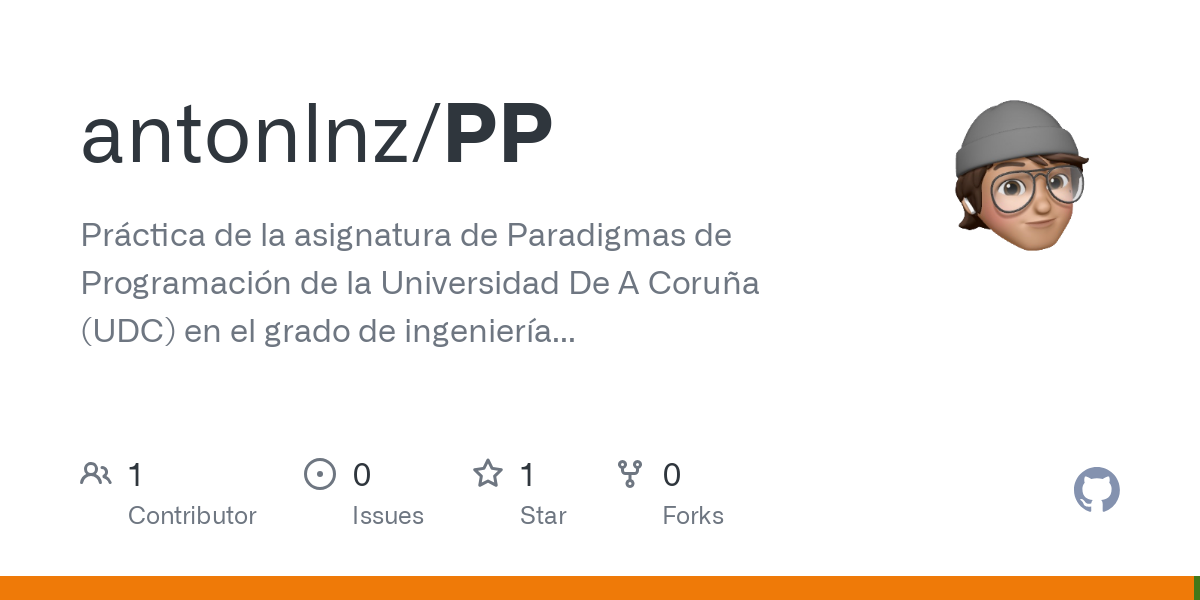 antonlnz/PP
Práctica de la asignatura de Paradigmas de
Programación de la Universidad De A Coruña
(UDC) en el grado de ingeniería...
1
Contributor
0
Issues
1
Star
0
Forks